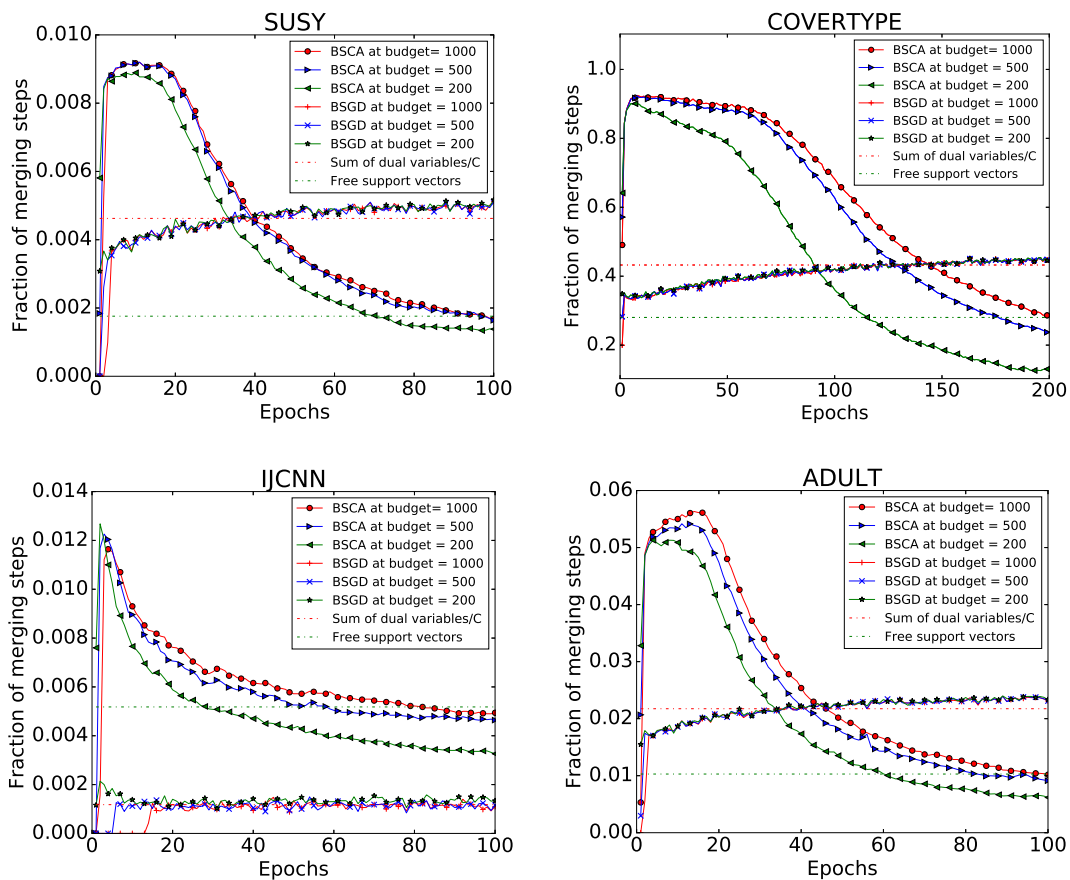 SUSY
0.010
0.008
0.006
0.004
0.002
0.000
Fraction of merging steps
BSCA at budget= 1000
BSCA at budget = 500
BSCA at budget = 200
BSGD at budget = 1000
BSGD at budget = 500
BSGD at budget = 200
Sum of dual variables/C
Free support vectors
0 20 40 60 80 100
Epochs
COVERTYPE
1.0
0.8
0.6
0.4
0.2
Fraction of merging steps
BSCA at budget= 1000
BSCA at budget = 500
BSCA at budget = 200
BSGD at budget = 1000
BSGD at budget = 500
BSGD at budget = 200
Sum of dual variables/C
Free support vectors
0 50 100 150 200
Epochs
IJCNN
0.014
0.012
0.010
0.008
0.006
0.004
0.002
0.000
Fraction of merging steps
BSCA at budget= 1000
BSCA at budget = 500
BSCA at budget = 200
BSGD at budget = 1000
BSGD at budget = 500
BSGD at budget = 200
Sum of dual variables/C
Free support vectors
0 20 40 60 80 100
Epochs
ADULT
0.06
0.05
0.04
0.03
0.02
0.01
0.00
Fraction of merging steps
BSCA at budget= 1000
BSCA at budget = 500
BSCA at budget = 200
BSGD at budget = 1000
BSGD at budget = 500
BSGD at budget = 200
Sum of dual variables/C
Free support vectors
0 20 40 60 80 100
Epochs